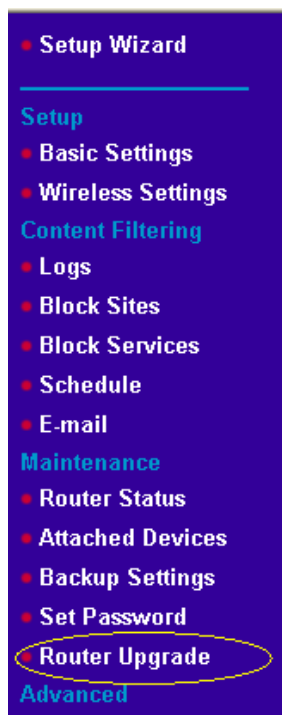 Setup Wizard
Setup
Basic Settings
Wireless Settings
Content Filtering
Logs
Block Sites
Block Services
Schedule
E-mail
Maintenance
Router Status
Attached Devices
Backup Settings
Set Password
Router Upgrade
Advanced